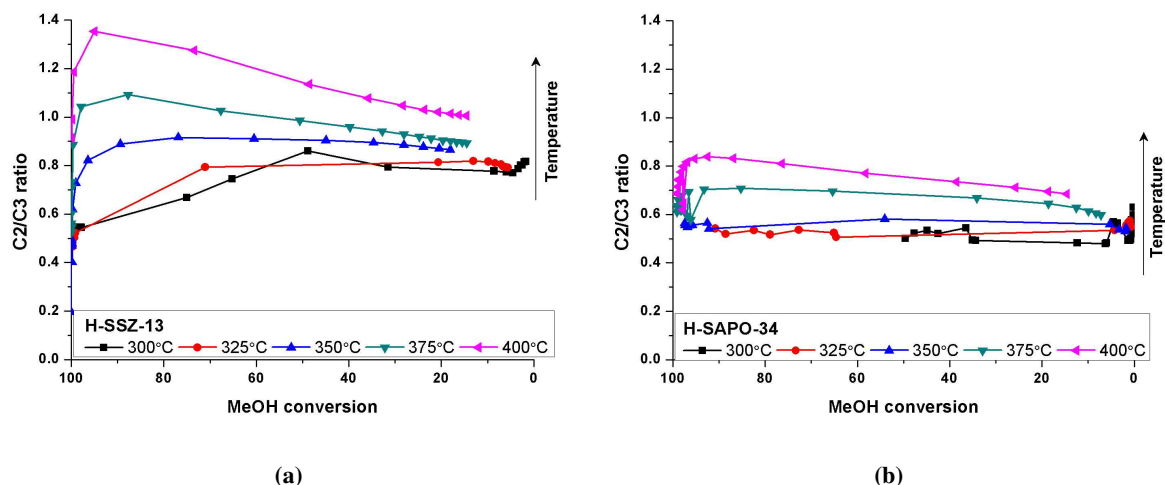 1.4
1.2
1.0
0.8
0.6
0.4
0.2
0.0
C2/C3 ratio
Temperature
H-SSZ-13
300°C 325°C 350°C 375°C 400°C
100 80 60 40 20 0
MeOH conversion
(a)
1.4
1.2
1.0
0.8
0.6
0.4
0.2
0.0
C2/C3 ratio
Temperature
H-SAPO-34
300°C 325°C 350°C 375°C 400°C
100 80 60 40 20 0
MeOH conversion
(b)